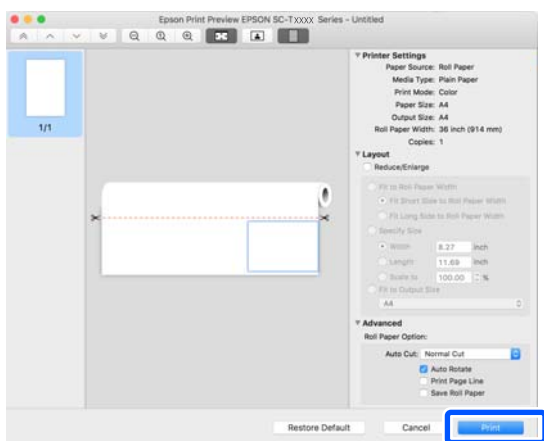 Epson Print Preview EPSON SC-TXXXX Series - Untitled
1/1
Printer Settings
Paper Source: Roll Paper
Media Type: Plain Paper
Print Mode: Color
Paper Size: A4
Output Size: A4
Roll Paper Width: 36 inch (914 mm)
Copies: 1
Layout
Reduce/Enlarge
Fit to Roll Paper Width
Fit Short Side to Roll Paper Width
Fit Long Side to Roll Paper Width
Specify Size
Width 8.27 inch
Length 11.69 inch
Scale to 100.00 %
Fit to Output Size
A4
Advanced
Roll Paper Option:
Auto Cut: Normal Cut
Auto Rotate
Print Page Line
Save Roll Paper
Restore Default Cancel Print